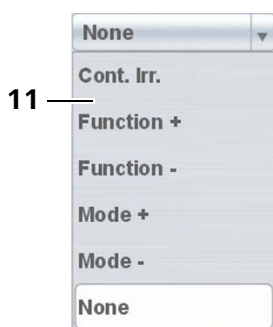 None
Cont. Irr.
11
Function +
Function -
Mode +
Mode -
None